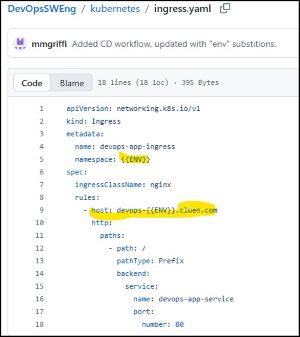 DevOpsSWEng / kubernetes / ingress.yaml
mmgriffi Added CD workflow, updated with "env" substitions.
Code Blame 18 lines (18 loc) · 395 Bytes
1 apiVersion: networking.k8s.io/v1
2 kind: Ingress
3 metadata:
4 name: devops-app-ingress
5 namespace: {{ENV}}
6 spec:
7 ingressClassName: nginx
8 rules:
9 - host: devops-{{ENV}}.cluen.com
10 http:
11 paths:
12 - path: /
13 pathType: Prefix
14 backend:
15 service:
16 name: devops-app-service
17 port:
18 number: 80